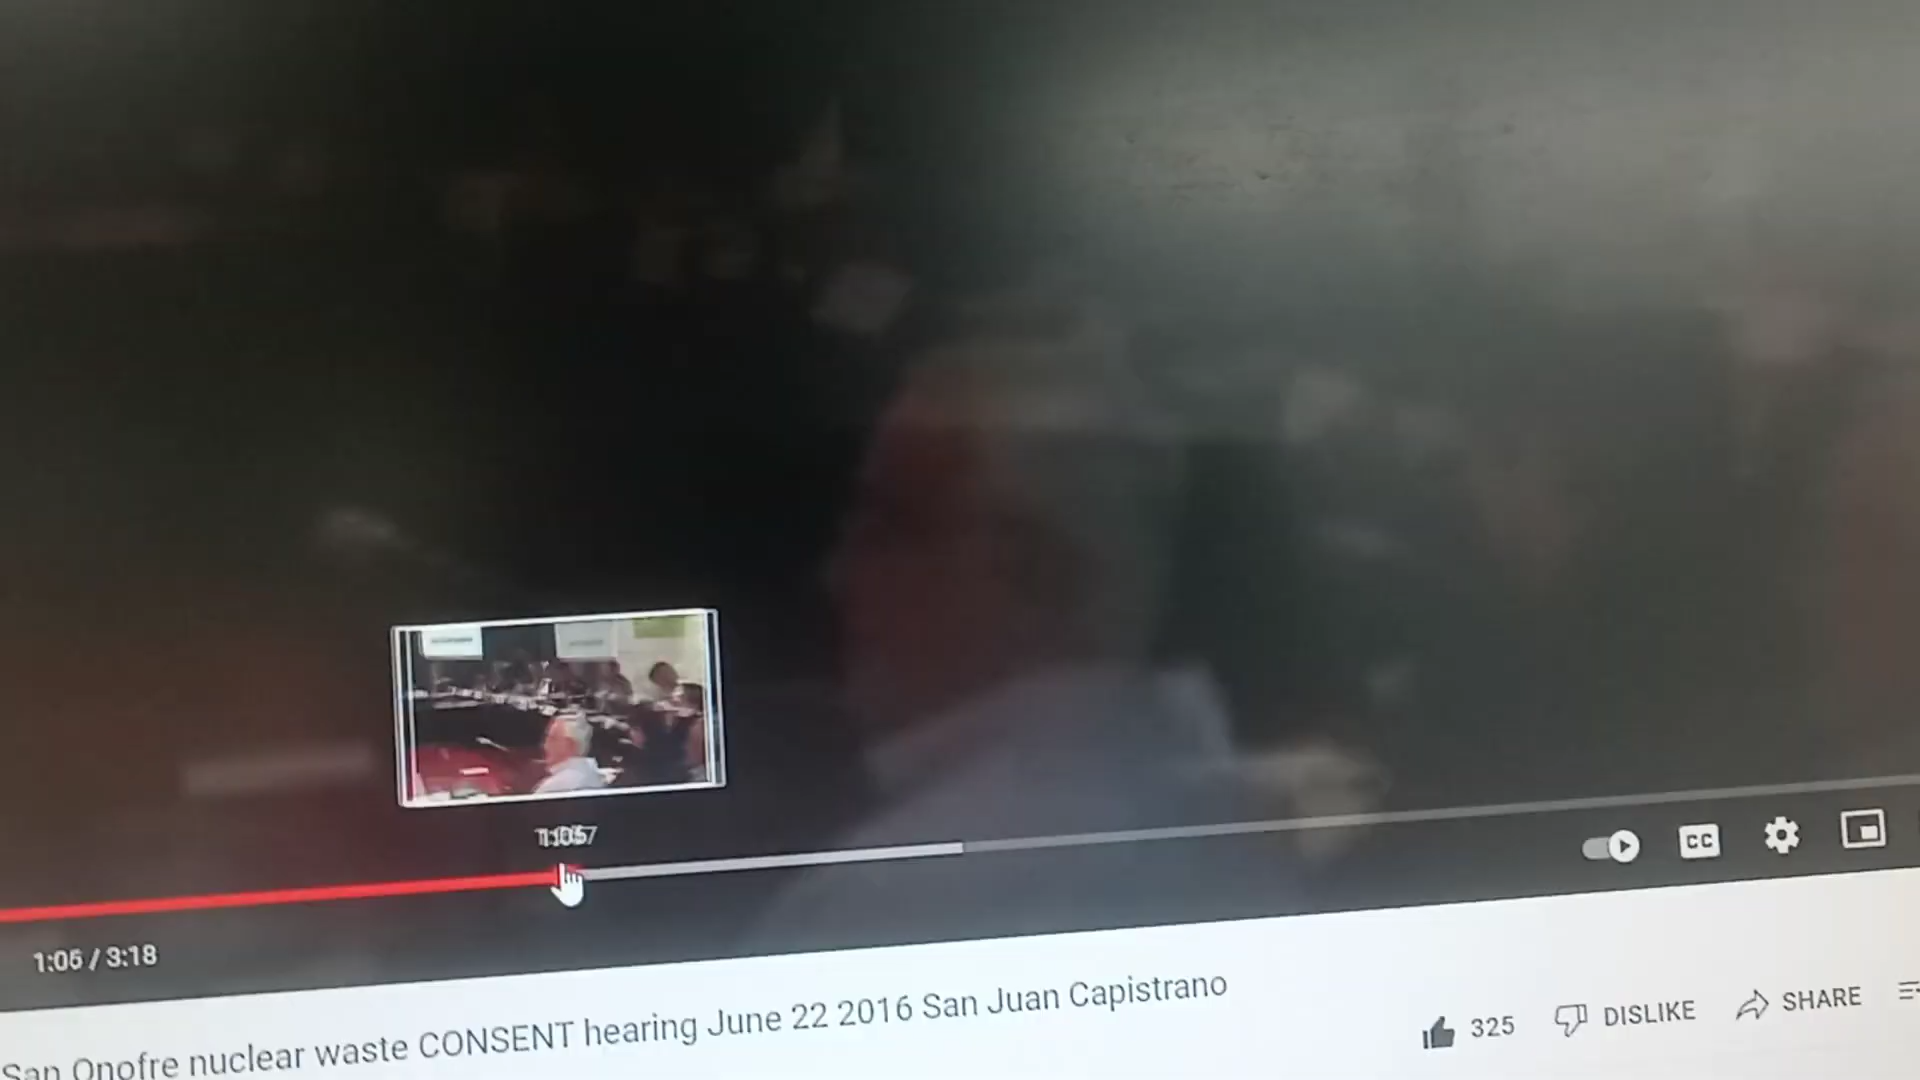 1:05 / 3:18
CC
San Onofre nuclear waste CONSENT hearing June 22 2016 San Juan Capistrano
325 DISLIKE SHARE